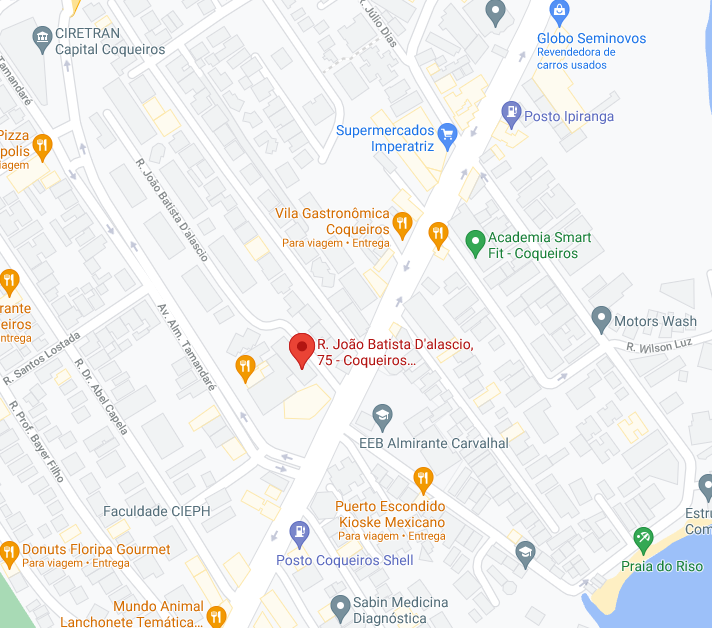 R. Júlio Dias
CIRETRAN
Capital Coqueiros
Globo Seminovos
Revendedora de
carros usados
Tamandaré
Posto Ipiranga
Supermercados
Imperatriz
Pizza
polis
iagem
R. João Batista D'alascio
Vila Gastronômica
Coqueiros
Para viagem • Entrega
Academia Smart
Fit - Coqueiros
rante
eiros
ntrega
Av. Alm. Tamandaré
Motors Wash
R. Wilson Luz
R. João Batista D'alascio,
75 - Coqueiros...
R. Santos Lostada
R. Dr. Abel Capela
R. Prof. Bayer Filho
EEB Almirante Carvalhal
Faculdade CIEPH
Puerto Escondido
Kioske Mexicano
Para viagem • Entrega
Estru
Com
Donuts Floripa Gourmet
Para viagem • Entrega
Posto Coqueiros Shell
Praia do Riso
Mundo Animal
Lanchonete Temática...
Sabin Medicina
Diagnóstica